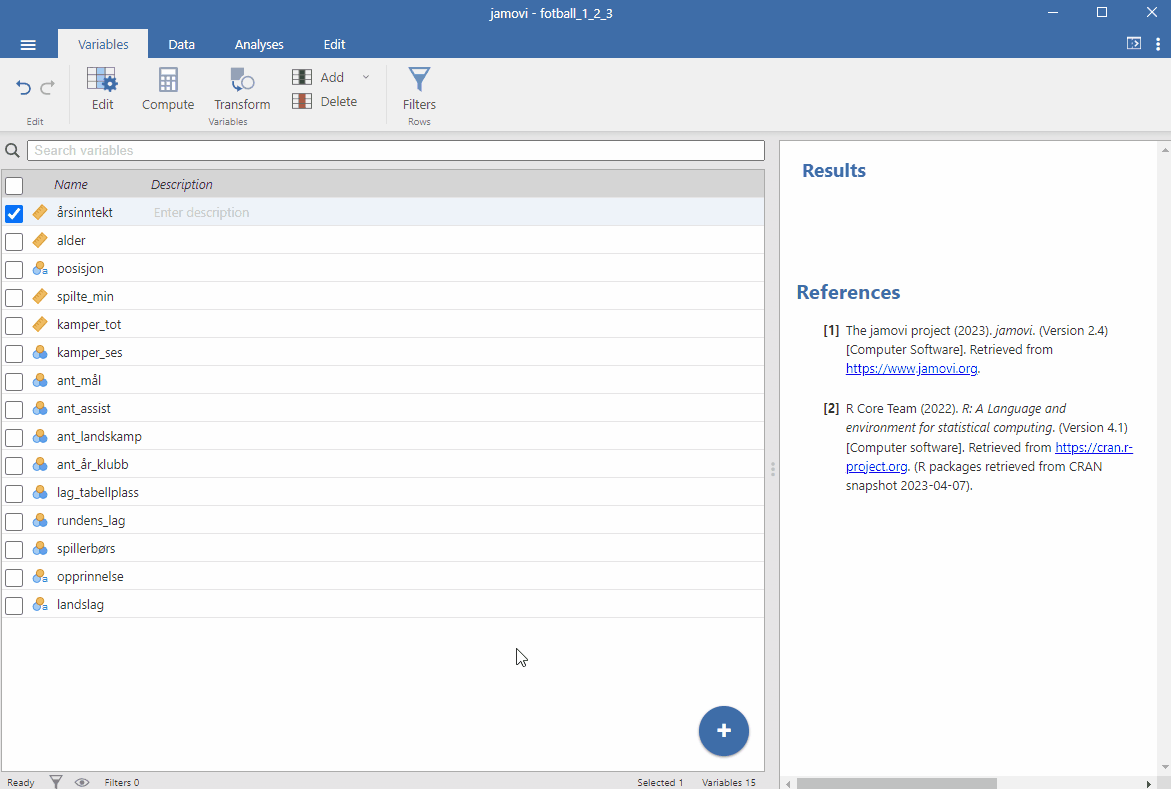 jamovi - fotball_1_2_3
Variables Data Analyses Edit
Edit Compute Transform Add Delete Filters
Edit Variables Rows
Search variables
Name Description
årsinntekt Enter description
alder
posisjon
spilte_min
kamper_tot
kamper_ses
ant_mål
ant_assist
ant_landskamp
ant_år_klubb
lag_tabellplass
rundens_lag
spillerbørs
opprinnelse
landslag
Ready Filters 0 Selected 1 Variables 15
Results
References
[1] The jamovi project (2023). jamovi. (Version 2.4)
[Computer Software]. Retrieved from
https://www.jamovi.org.
[2] R Core Team (2022). R: A Language and
environment for statistical computing. (Version 4.1)
[Computer software]. Retrieved from https://cran.r-
project.org. (R packages retrieved from CRAN
snapshot 2023-04-07).